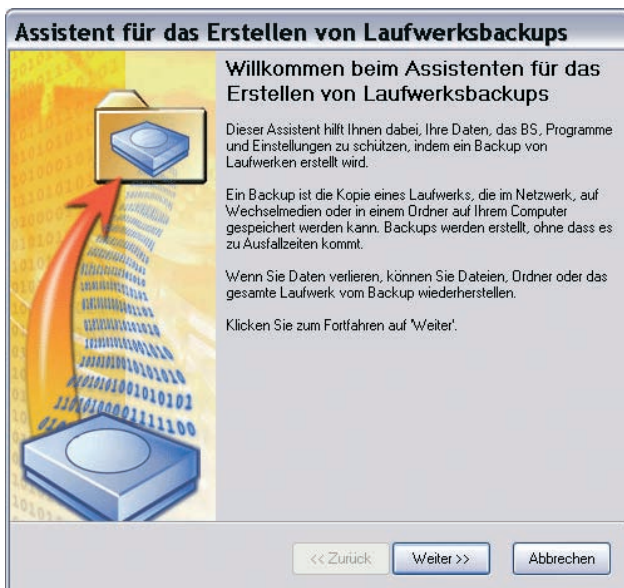 Assistent für das Erstellen von Laufwerksbackups
Willkommen beim Assistenten für das
Erstellen von Laufwerksbackups
Dieser Assistent hilft Ihnen dabei, Ihre Daten, das BS, Programme
und Einstellungen zu schützen, indem ein Backup von
Laufwerken erstellt wird.
Ein Backup ist die Kopie eines Laufwerks, die im Netzwerk, auf
Wechselmedien oder in einem Ordner auf Ihrem Computer
gespeichert werden kann. Backups werden erstellt, ohne dass es
zu Ausfallzeiten kommt.
Wenn Sie Daten verlieren, können Sie Dateien, Ordner oder das
gesamte Laufwerk vom Backup wiederherstellen.
Klicken Sie zum Fortfahren auf 'Weiter'.
<< Zurück
Weiter >>
Abbrechen